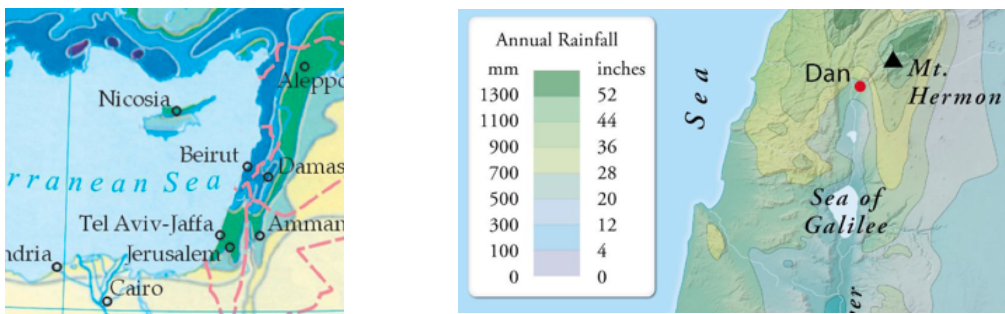 Aleppo
Nicosia
Beirut
Damas
rranean Sea
Tel Aviv-Jaffa
Amman
Jerusalem
ndria
Cairo
Annual Rainfall
mm inches
1300 52
1100 44
900 36
700 28
500 20
300 12
100 4
0 0
Sea
Dan
Mt.
Hermon
Sea of
Galilee
er